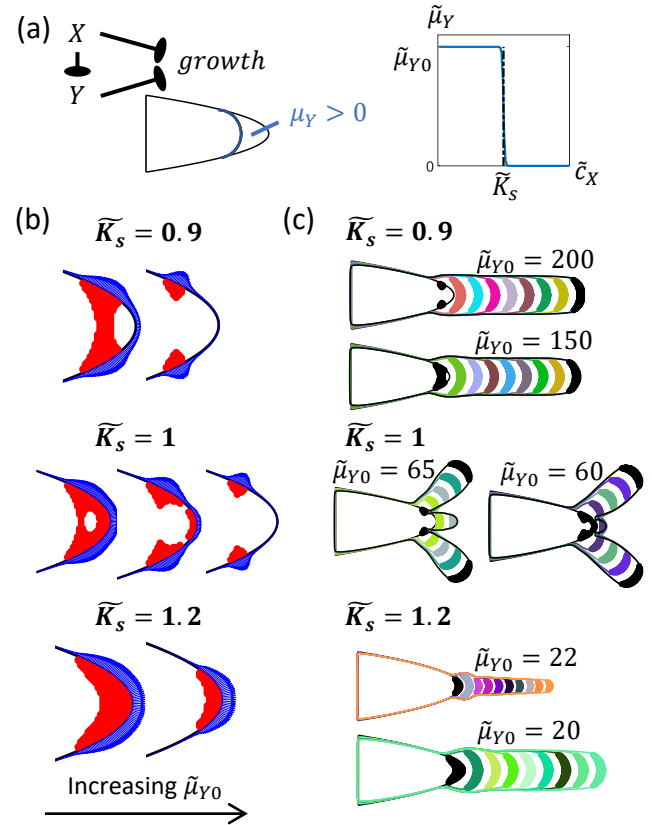 (a)
X
growth
Y
μ_Y > 0
μ̃_Y
μ̃_Y0
0
K̃_s
c̃_X
(b)
K̃_s = 0.9
K̃_s = 1
K̃_s = 1.2
Increasing μ̃_Y0
(c)
K̃_s = 0.9
μ̃_Y0 = 200
μ̃_Y0 = 150
K̃_s = 1
μ̃_Y0 = 65
μ̃_Y0 = 60
K̃_s = 1.2
μ̃_Y0 = 22
μ̃_Y0 = 20